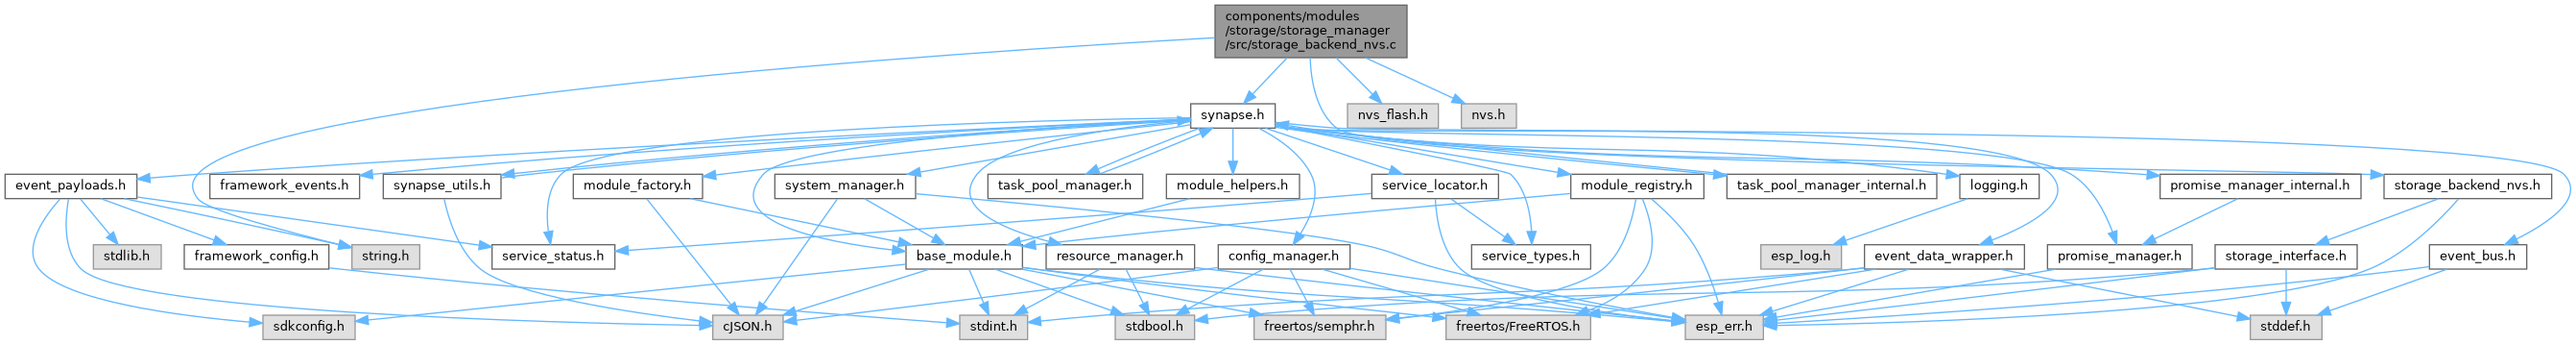 components/modules
/storage/storage_manager
/src/storage_backend_nvs.c
synapse.h
nvs_flash.h
nvs.h
event_payloads.h
framework_events.h
synapse_utils.h
module_factory.h
system_manager.h
task_pool_manager.h
module_helpers.h
service_locator.h
module_registry.h
task_pool_manager_internal.h
logging.h
promise_manager_internal.h
storage_backend_nvs.h
stdlib.h
framework_config.h
string.h
service_status.h
base_module.h
resource_manager.h
config_manager.h
service_types.h
esp_log.h
event_data_wrapper.h
promise_manager.h
storage_interface.h
event_bus.h
sdkconfig.h
cJSON.h
stdint.h
stdbool.h
freertos/semphr.h
freertos/FreeRTOS.h
esp_err.h
stddef.h